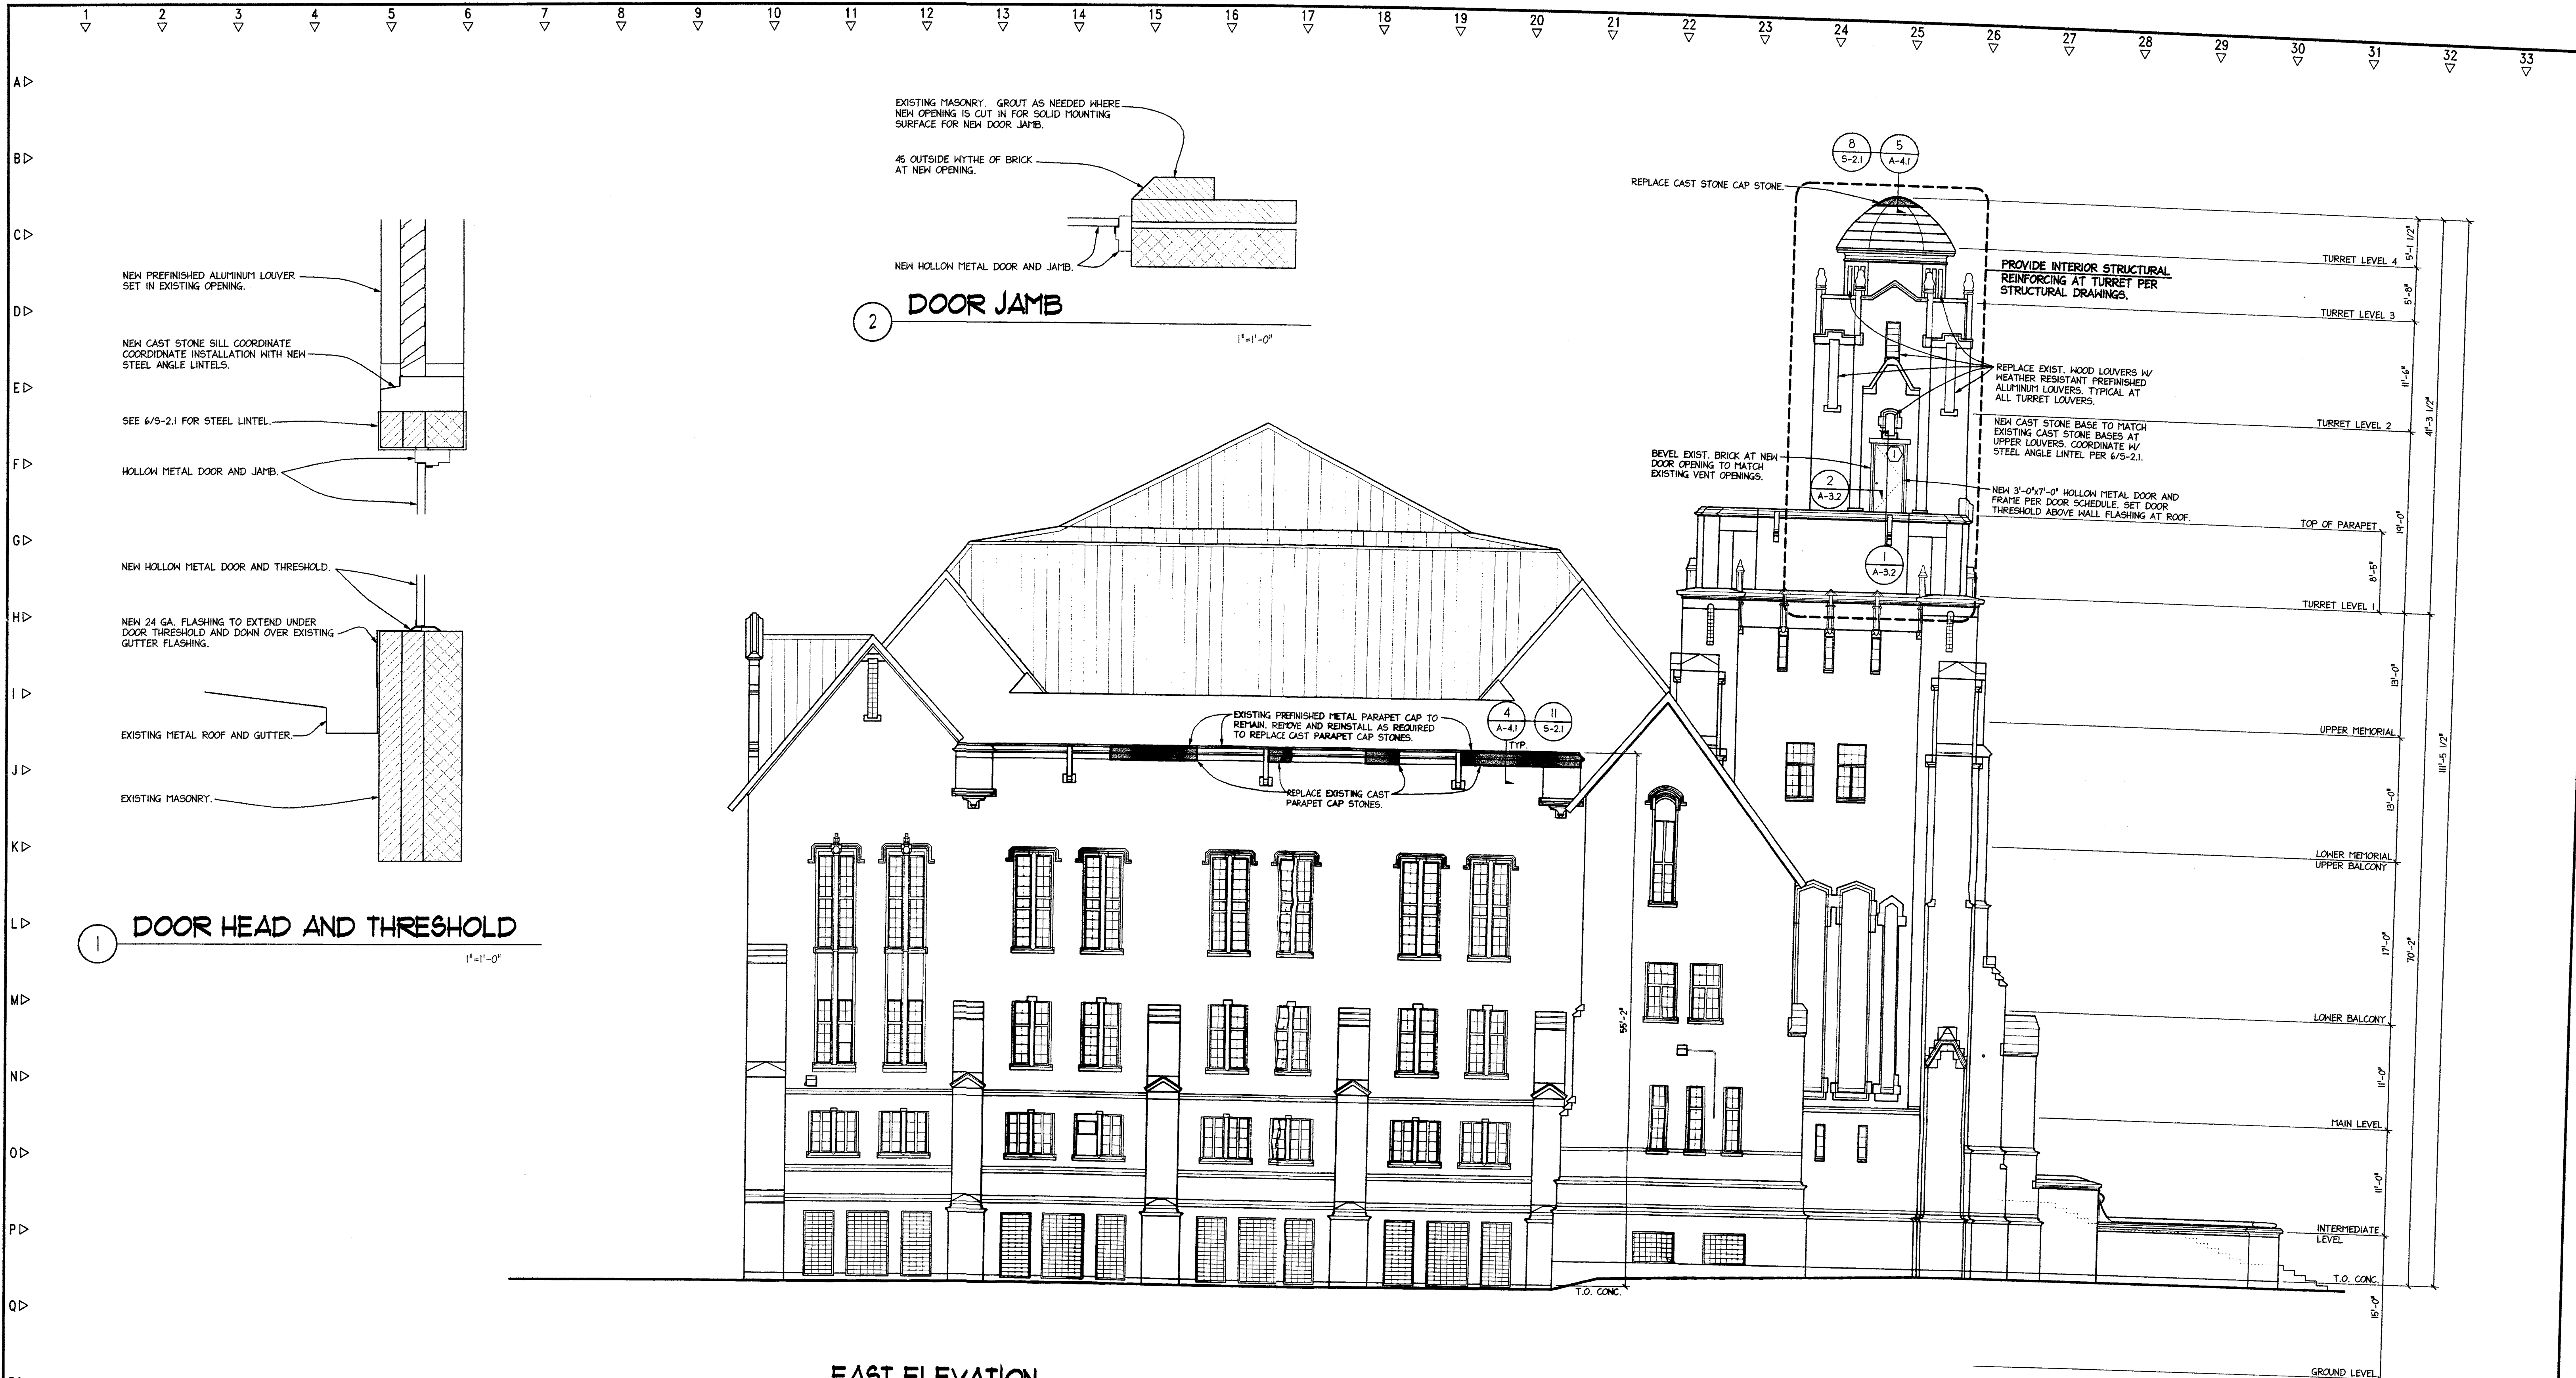 1 2 3 4 5 6 7 8 9 10 11 12 13 14 15 16 17 18 19 20 21 22 23 24 25 26 27 28 29 30 31 32 33
A
B
C
D
E
F
G
H
I
J
K
L
M
N
O
P
Q
NEW PREFINISHED ALUMINUM LOUVER
SET IN EXISTING OPENING.
NEW CAST STONE SILL COORDINATE
COORDIDNATE INSTALLATION WITH NEW
STEEL ANGLE LINTELS.
SEE 6/S-2.1 FOR STEEL LINTEL.
HOLLOW METAL DOOR AND JAMB.
NEW HOLLOW METAL DOOR AND THRESHOLD.
NEW 24 GA. FLASHING TO EXTEND UNDER
DOOR THRESHOLD AND DOWN OVER EXISTING
GUTTER FLASHING.
EXISTING METAL ROOF AND GUTTER.
EXISTING MASONRY.
1 DOOR HEAD AND THRESHOLD
1"=1'-0"
EXISTING MASONRY. GROUT AS NEEDED WHERE
NEW OPENING IS CUT IN FOR SOLID MOUNTING
SURFACE FOR NEW DOOR JAMB.
45 OUTSIDE WYTHE OF BRICK
AT NEW OPENING.
NEW HOLLOW METAL DOOR AND JAMB.
2 DOOR JAMB
1"=1'-0"
8 5
S-2.1 A-4.1
REPLACE CAST STONE CAP STONE.
PROVIDE INTERIOR STRUCTURAL
REINFORCING AT TURRET PER
STRUCTURAL DRAWINGS.
REPLACE EXIST. WOOD LOUVERS W/
WEATHER RESISTANT PREFINISHED
ALUMINUM LOUVERS. TYPICAL AT
ALL TURRET LOUVERS.
NEW CAST STONE BASE TO MATCH
EXISTING CAST STONE BASES AT
UPPER LOUVERS. COORDINATE W/
STEEL ANGLE LINTEL PER 6/S-2.1.
BEVEL EXIST. BRICK AT NEW
DOOR OPENING TO MATCH
EXISTING VENT OPENINGS.
1
2
A-3.2
NEW 3'-0"x7'-0" HOLLOW METAL DOOR AND
FRAME PER DOOR SCHEDULE. SET DOOR
THRESHOLD ABOVE WALL FLASHING AT ROOF.
1
A-3.2
EXISTING PREFINISHED METAL PARAPET CAP TO
REMAIN. REMOVE AND REINSTALL AS REQUIRED
TO REPLACE CAST PARAPET CAP STONES.
4 11
A-4.1 S-2.1
TYP.
REPLACE EXISTING CAST
PARAPET CAP STONES.
55'-2"
T.O. CONC.
TURRET LEVEL 4
TURRET LEVEL 3
TURRET LEVEL 2
TOP OF PARAPET
TURRET LEVEL 1
UPPER MEMORIAL
LOWER MEMORIAL
UPPER BALCONY
LOWER BALCONY
MAIN LEVEL
INTERMEDIATE
LEVEL
T.O. CONC.
GROUND LEVEL
5'-1 1/2"
5'-8"
11'-6"
19'-0"
8'-5"
41'-3 1/2"
13'-0"
13'-0"
17'-0"
11'-0"
11'-0"
15'-0"
70'-2"
111'-5 1/2"
EAST ELEVATION